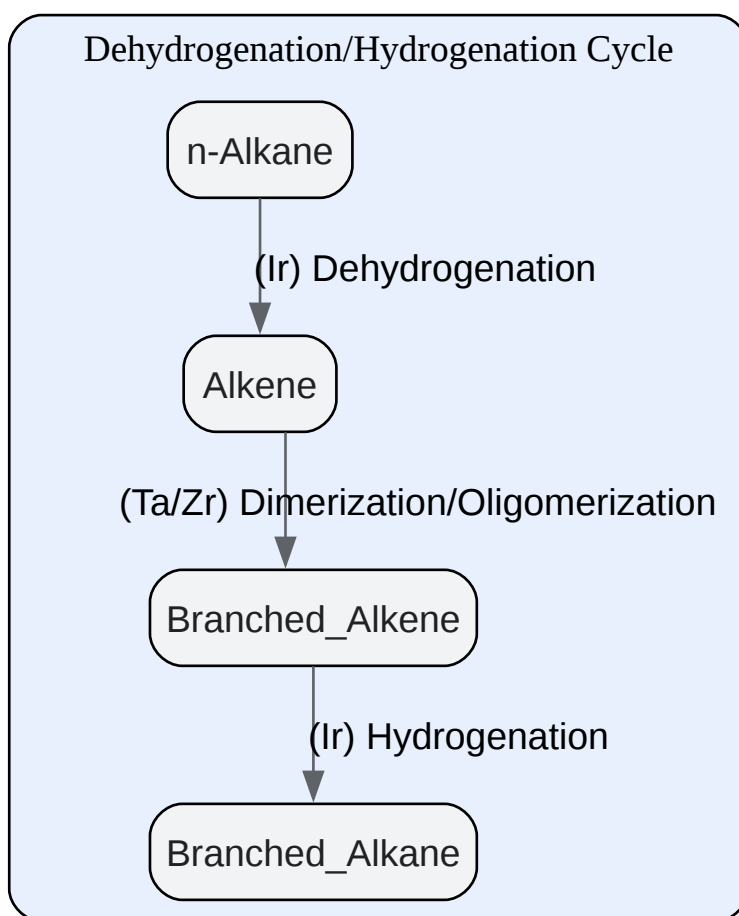 Dehydrogenation/Hydrogenation Cycle
n-Alkane
(Ir) Dehydrogenation
Alkene
(Ta/Zr) Dimerization/Oligomerization
Branched_Alkene
(Ir) Hydrogenation
Branched_Alkane